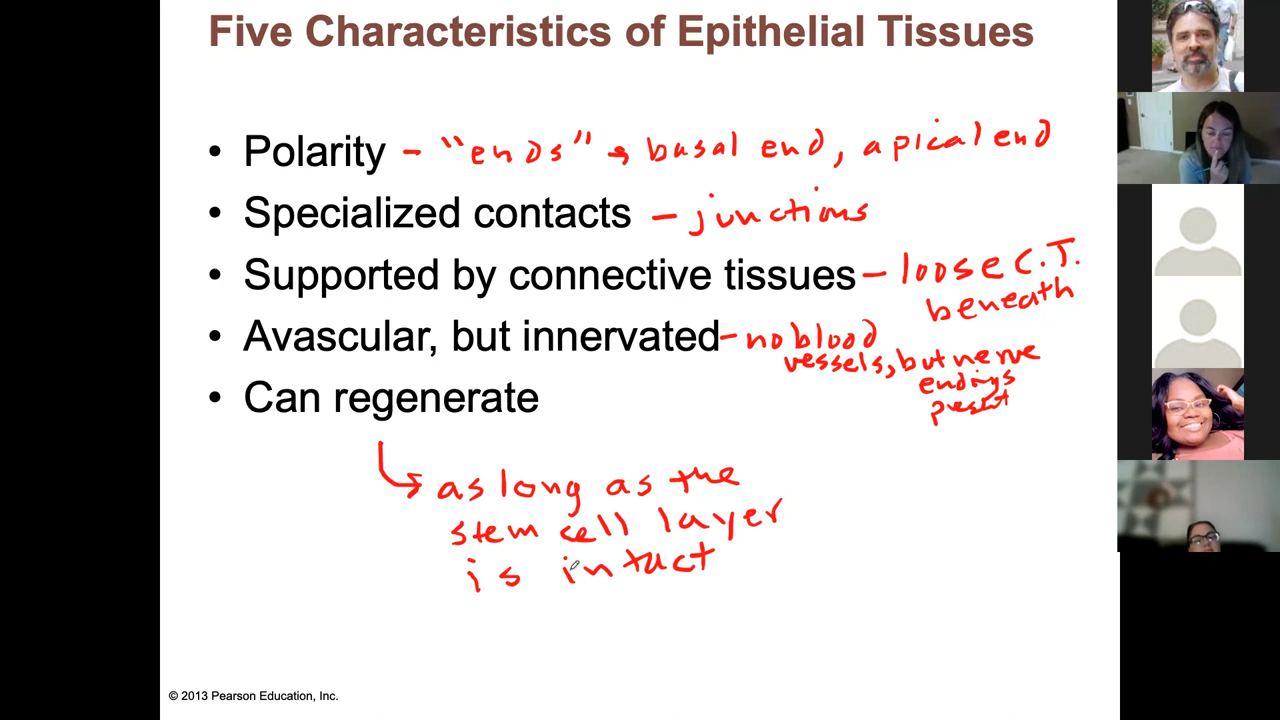 Five Characteristics of Epithelial Tissues
• Polarity - "ends" → basal end, apical end
• Specialized contacts - junctions
• Supported by connective tissues - loose C.T.
beneath
• Avascular, but innervated - no blood
vessels, but nerve
endings
present
• Can regenerate
↳ as long as the
stem cell layer
is intact
© 2013 Pearson Education, Inc.